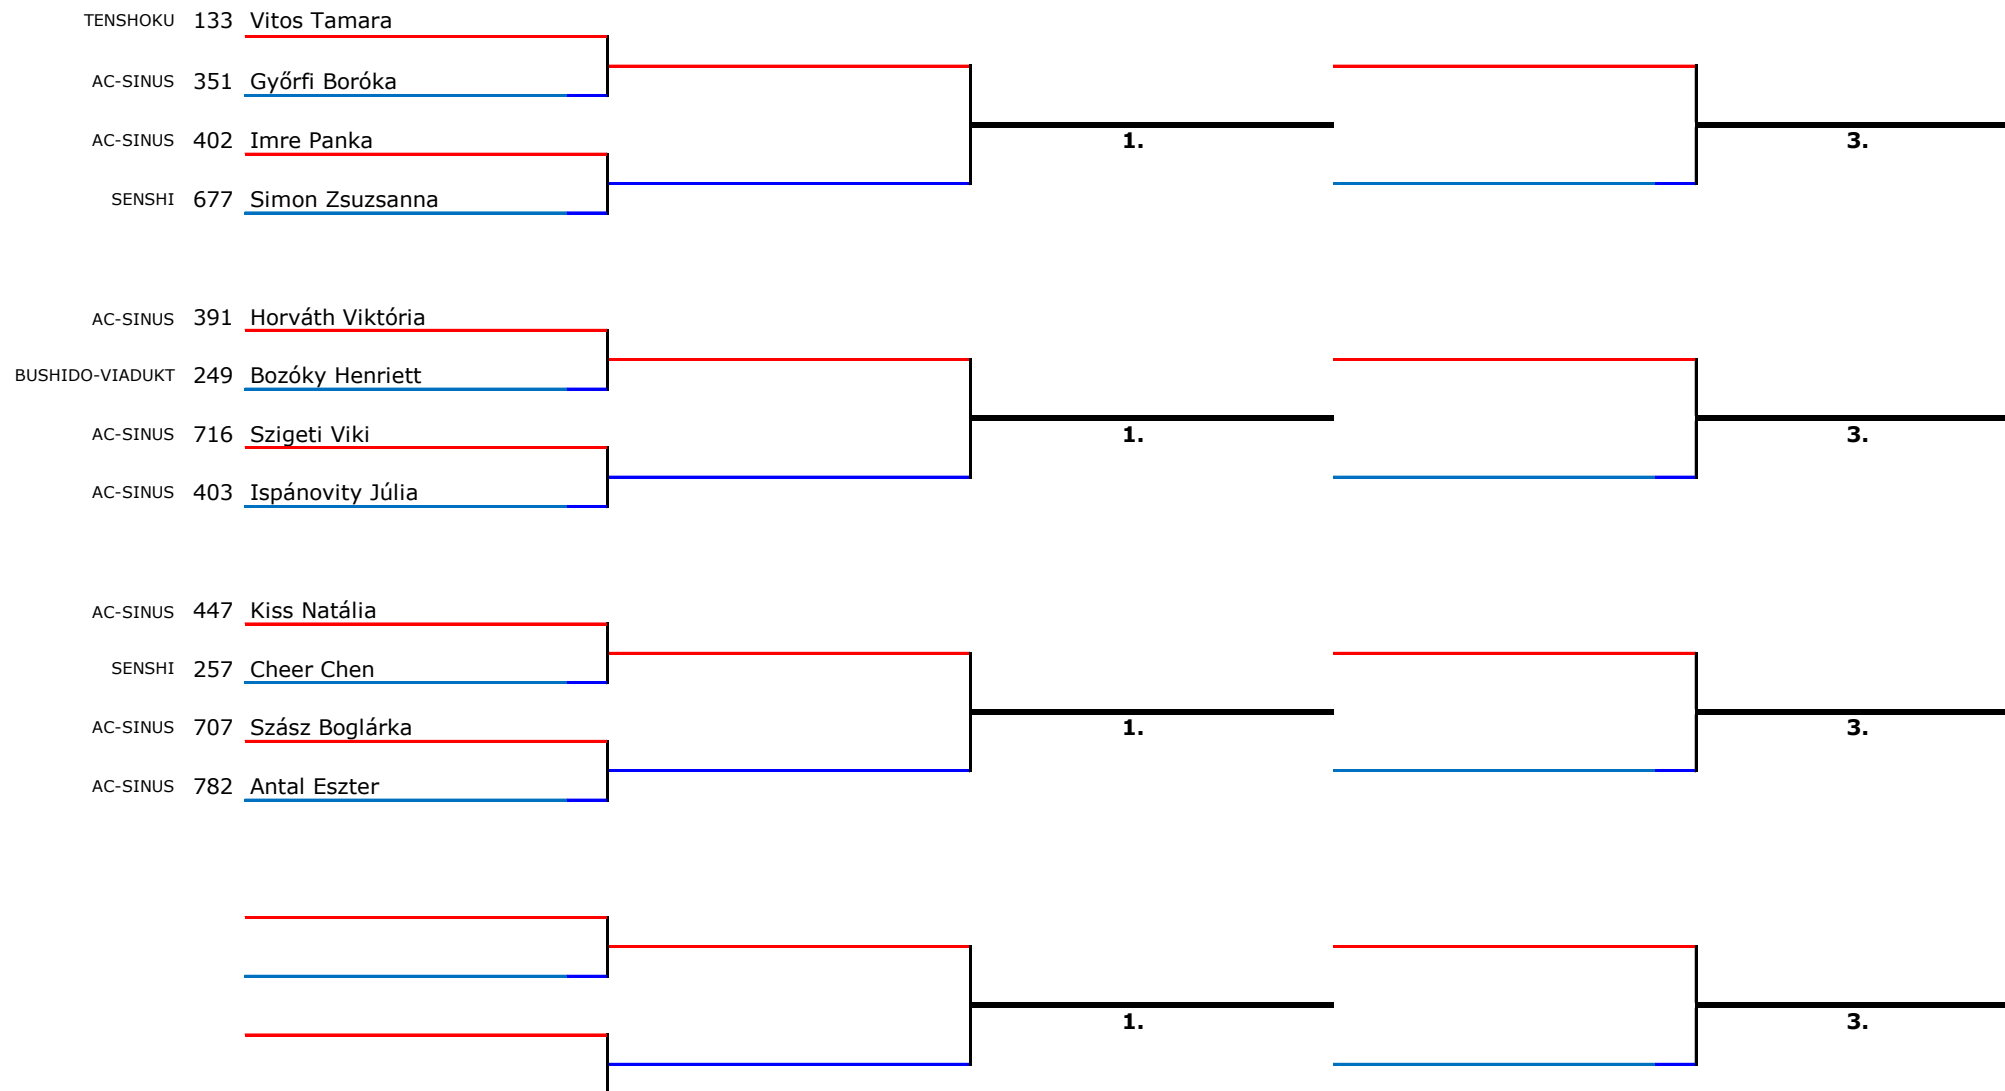 TENSHOKU 133 Vitos Tamara
AC-SINUS 351 Győrfi Boróka
AC-SINUS 402 Imre Panka 1. 3.
SENSHI 677 Simon Zsuzsanna
AC-SINUS 391 Horváth Viktória
BUSHIDO-VIADUKT 249 Bozóky Henriett
AC-SINUS 716 Szigeti Viki 1. 3.
AC-SINUS 403 Ispánovity Júlia
AC-SINUS 447 Kiss Natália
SENSHI 257 Cheer Chen
AC-SINUS 707 Szász Boglárka 1. 3.
AC-SINUS 782 Antal Eszter
1. 3.